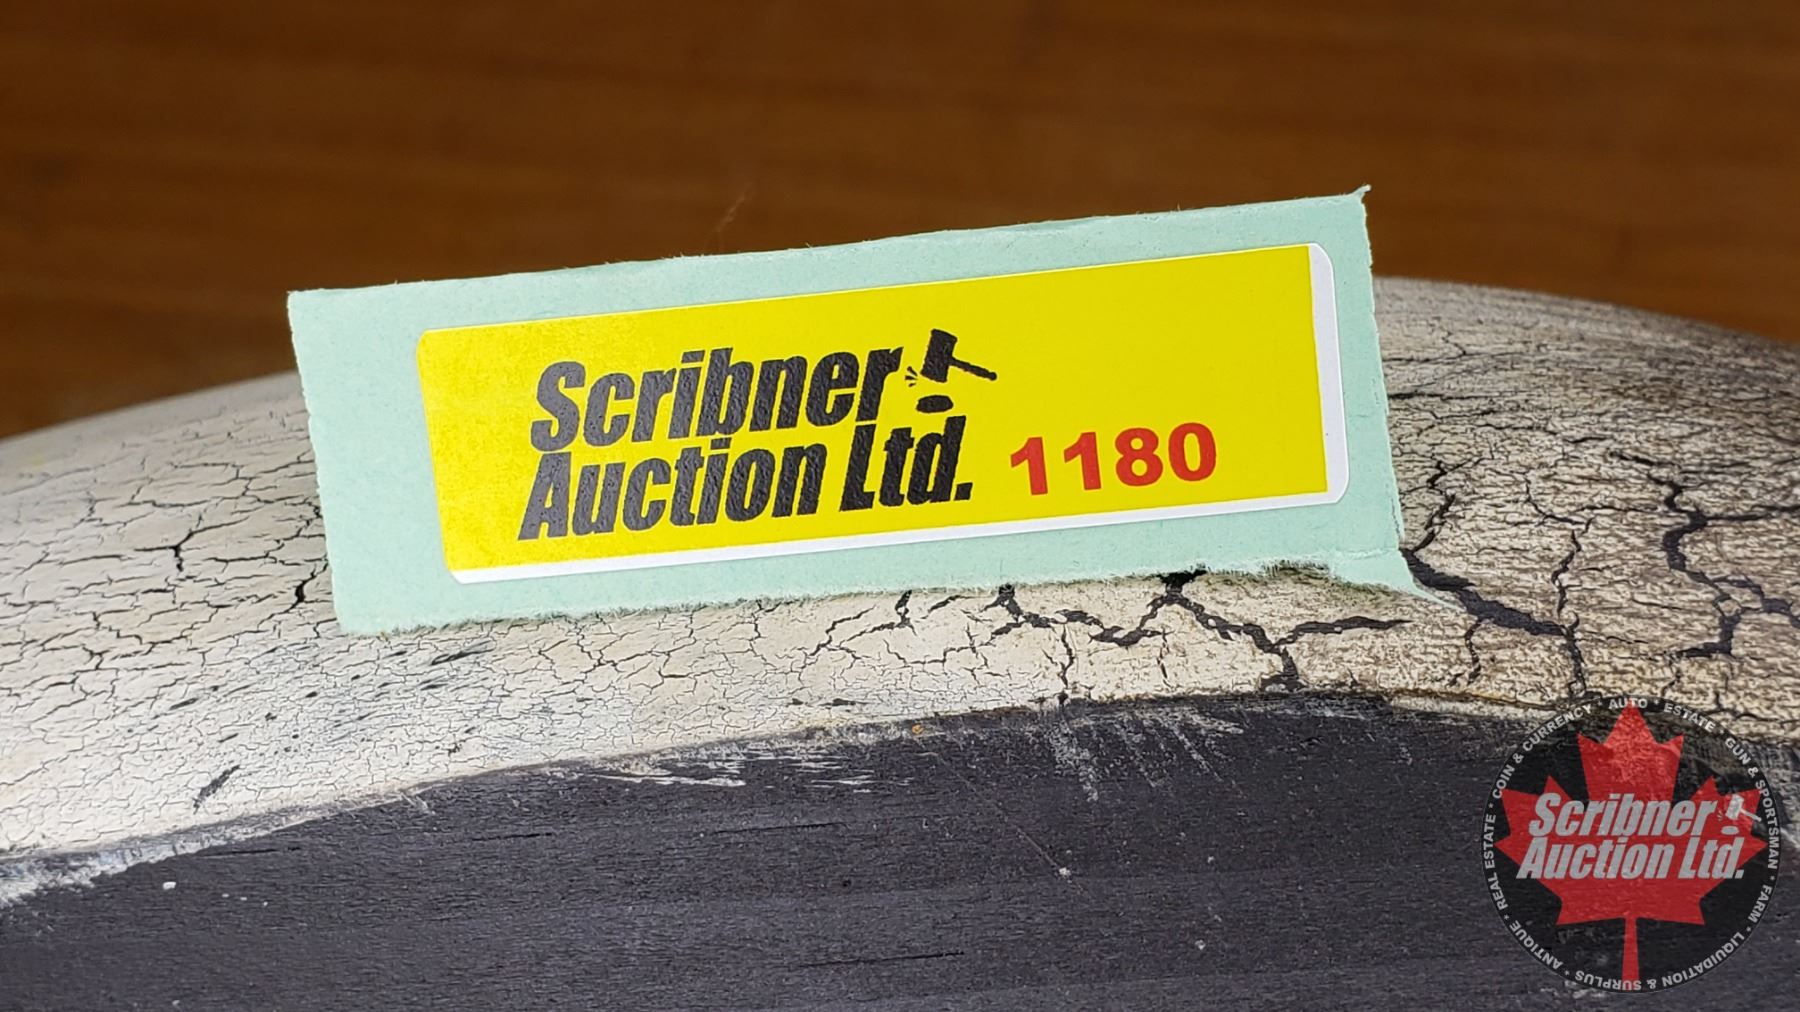 Scribner
Auction Ltd. 1180
REAL ESTATE * COIN & CURRENCY * AUTO * ESTATE * GUN & SPORTSMAN * FARM * LIQUIDATION & SURPLUS * ANTIQUE *
Scribner
Auction Ltd.